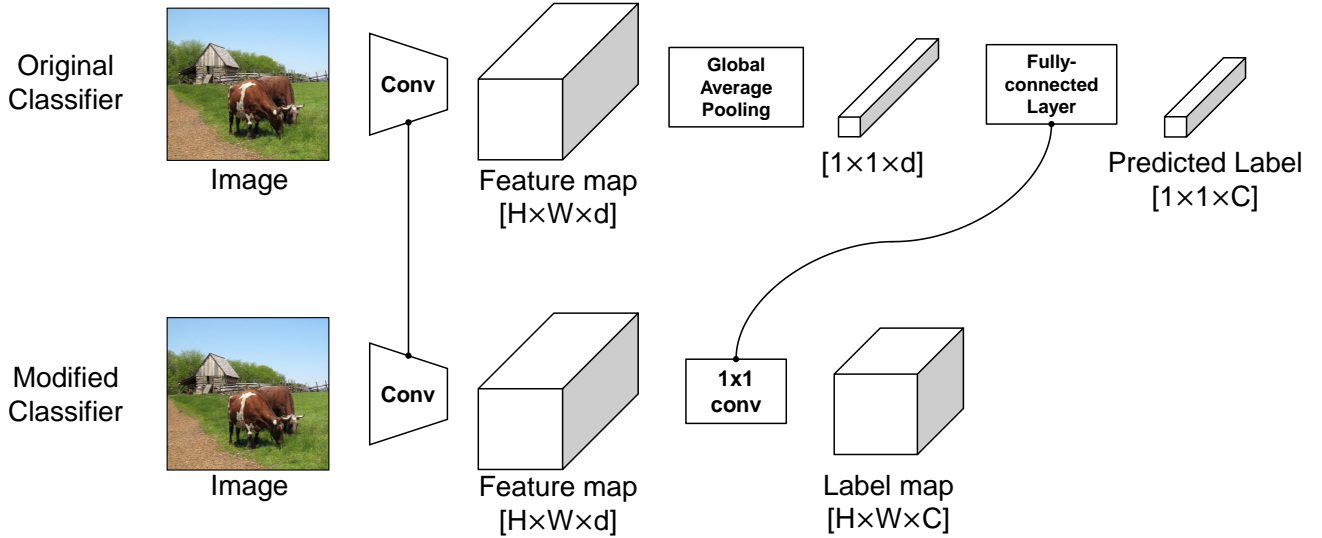 Original
Classifier
Image
Conv
Feature map
[H×W×d]
Global
Average
Pooling
[1×1×d]
Fully-
connected
Layer
Predicted Label
[1×1×C]
Modified
Classifier
Image
Conv
Feature map
[H×W×d]
1x1
conv
Label map
[H×W×C]